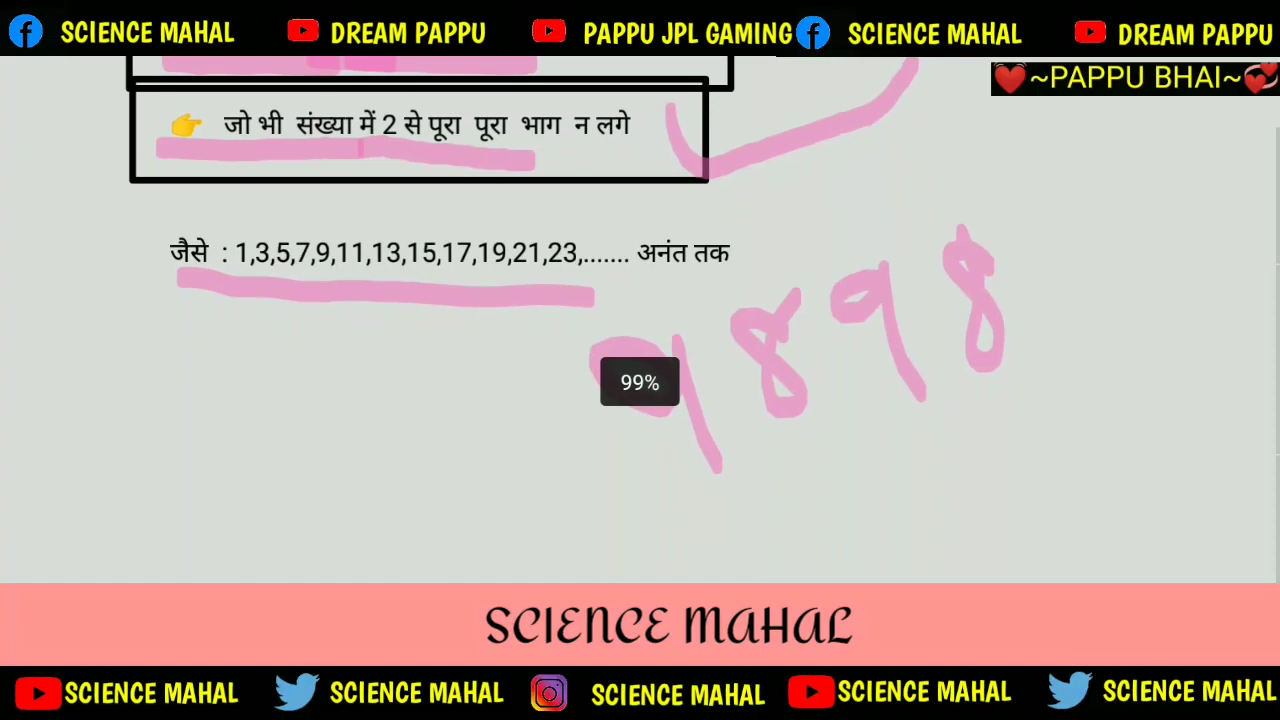 SCIENCE MAHAL DREAM PAPPU PAPPU JPL GAMING SCIENCE MAHAL DREAM PAPPU
~PAPPU BHAI~
जो भी संख्या में 2 से पूरा पूरा भाग न लगे
जैसे : 1,3,5,7,9,11,13,15,17,19,21,23,....... अनंत तक
9898
99%
SCIENCE MAHAL
SCIENCE MAHAL SCIENCE MAHAL SCIENCE MAHAL SCIENCE MAHAL SCIENCE MAHAL